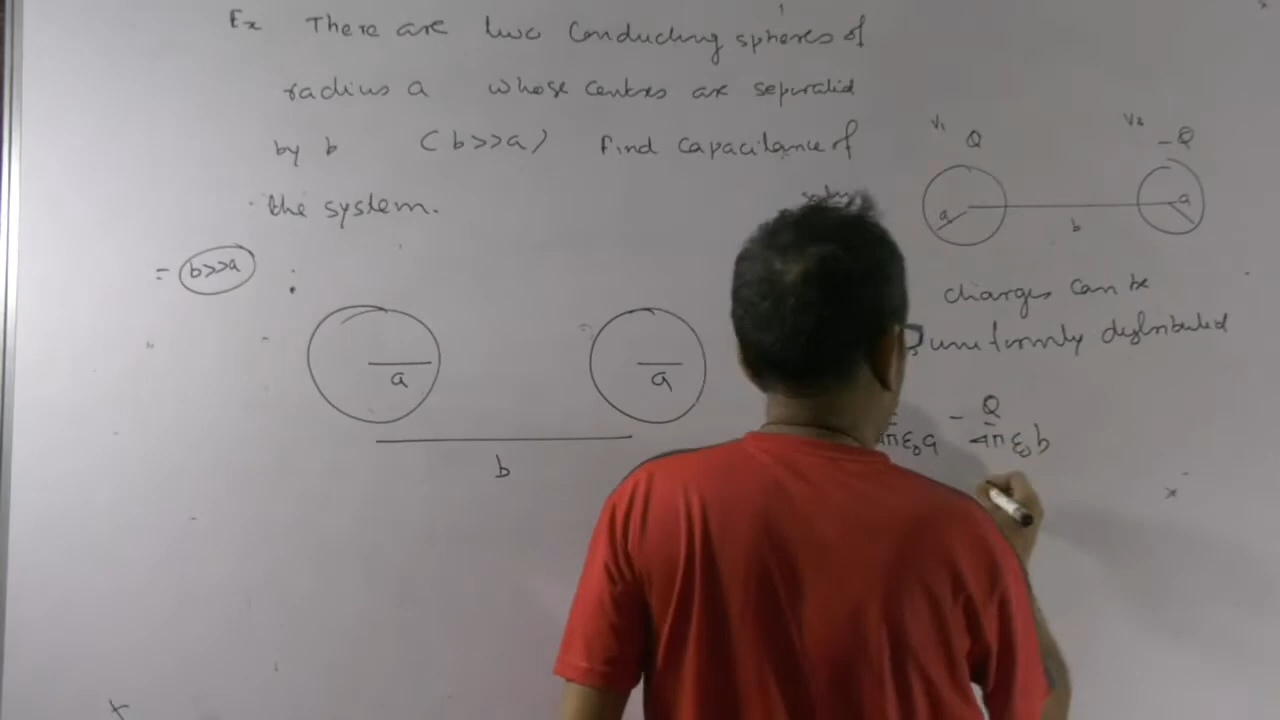 Ex There are two conducting spheres of
radius a whose centres are separated
by b (b>>a) Find capacitance of
the system.
= b>>a :
a
a
b
V1
Q
V2
-Q
a
a
b
charges can be
uniformly distributed
4πε0a - Q/4πε0b